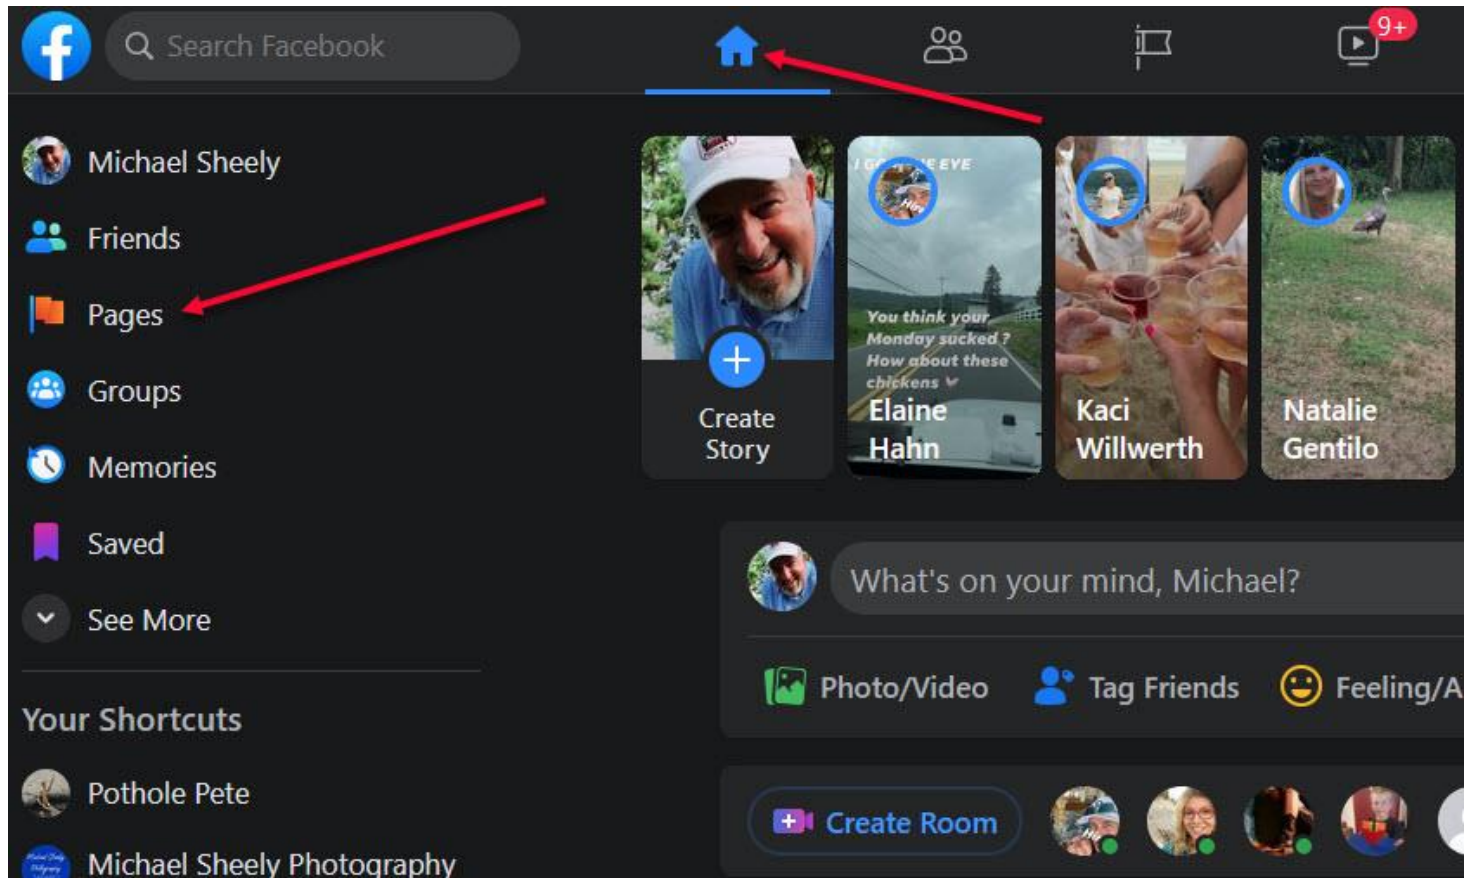 Search Facebook
9+
Michael Sheely
Friends
Pages
Groups
Memories
Saved
See More
Your Shortcuts
Pothole Pete
Michael Sheely Photography
Create
Story
EYE
You think your
Monday sucked ?
How about these
chickens
Elaine
Hahn
Kaci
Willwerth
Natalie
Gentilo
What's on your mind, Michael?
Photo/Video
Tag Friends
Feeling/A
Create Room